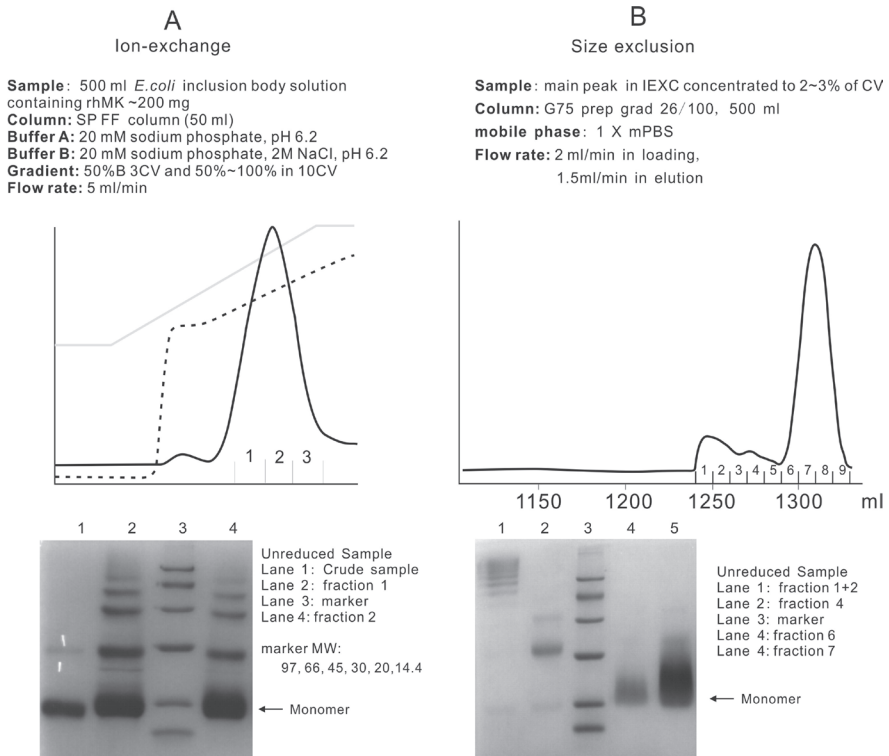 A
Ion-exchange
Sample: 500 ml E.coli inclusion body solution
containing rhMK ~200 mg
Column: SP FF column (50 ml)
Buffer A: 20 mM sodium phosphate, pH 6.2
Buffer B: 20 mM sodium phosphate, 2M NaCl, pH 6.2
Gradient: 50%B 3CV and 50%~100% in 10CV
Flow rate: 5 ml/min
1 2 3
1 2 3 4
Unreduced Sample
Lane 1: Crude sample
Lane 2: fraction 1
Lane 3: marker
Lane 4: fraction 2
marker MW:
97, 66, 45, 30, 20, 14.4
Monomer
B
Size exclusion
Sample: main peak in IEXC concentrated to 2~3% of CV
Column: G75 prep grad 26/100, 500 ml
mobile phase: 1 X mPBS
Flow rate: 2 ml/min in loading,
1.5ml/min in elution
1 2 3 4 5 6 7 8 9
1150 1200 1250 1300 ml
1 2 3 4 5
Unreduced Sample
Lane 1: fraction 1+2
Lane 2: fraction 4
Lane 3: marker
Lane 4: fraction 6
Lane 4: fraction 7
Monomer